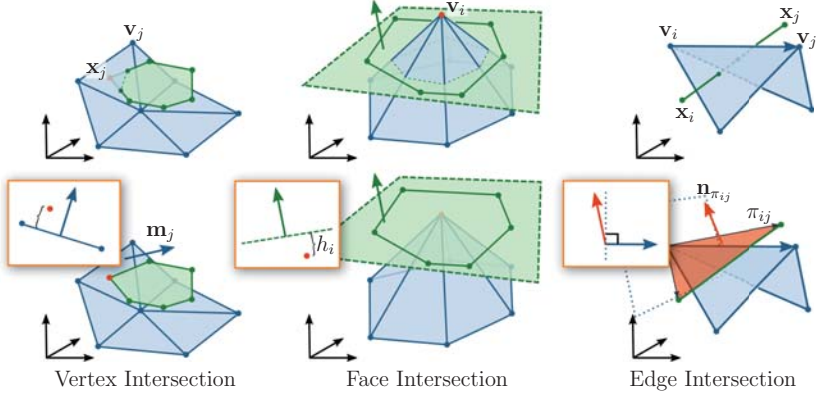 v_j
x_j
v_i
x_j
v_i
v_j
x_i
m_j
h_i
n_{π_{ij}}
π_{ij}
Vertex Intersection
Face Intersection
Edge Intersection